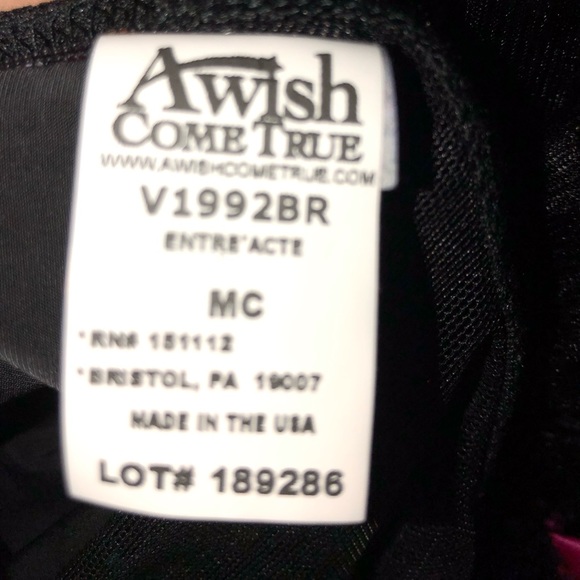 A wish
COME TRUE
WWW.AWISHCOMETRUE.COM
V1992BR
ENTRE'ACTE
MC
*RN# 151112
*BRISTOL, PA 19007
MADE IN THE USA
LOT# 189286